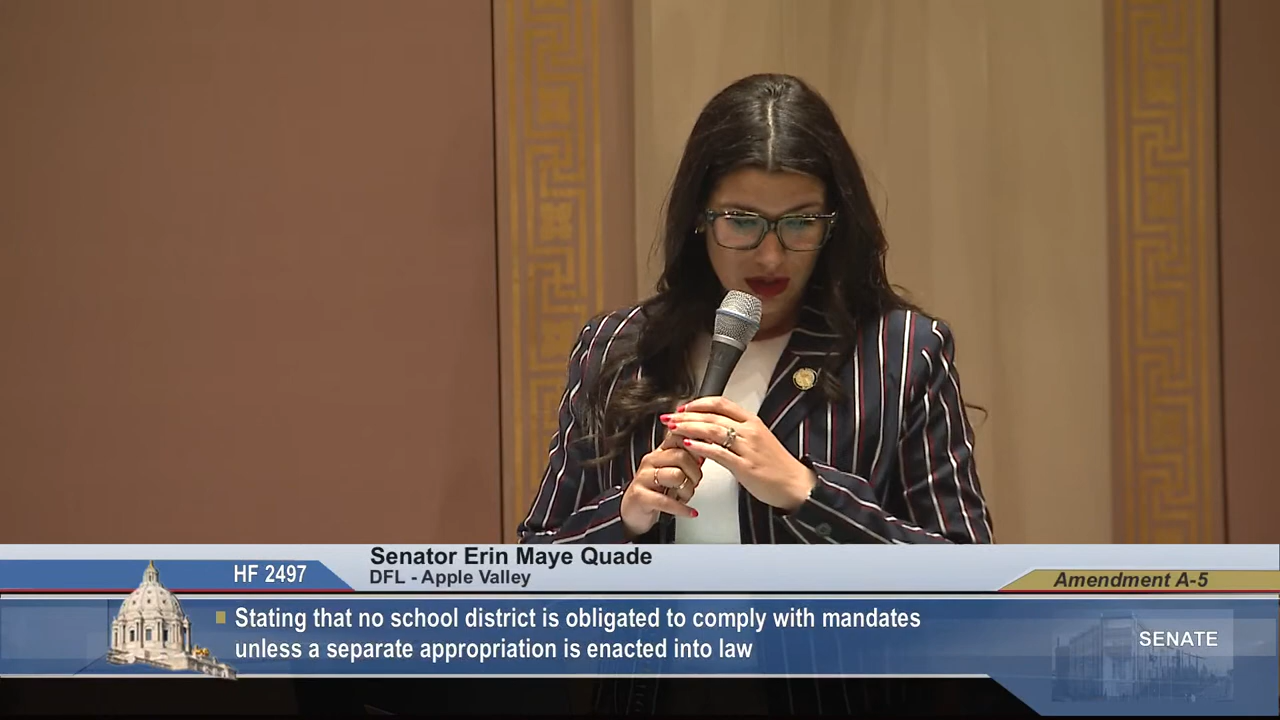 Senator Erin Maye Quade
HF 2497
DFL - Apple Valley
Amendment A-5
Stating that no school district is obligated to comply with mandates
unless a separate appropriation is enacted into law
SENATE